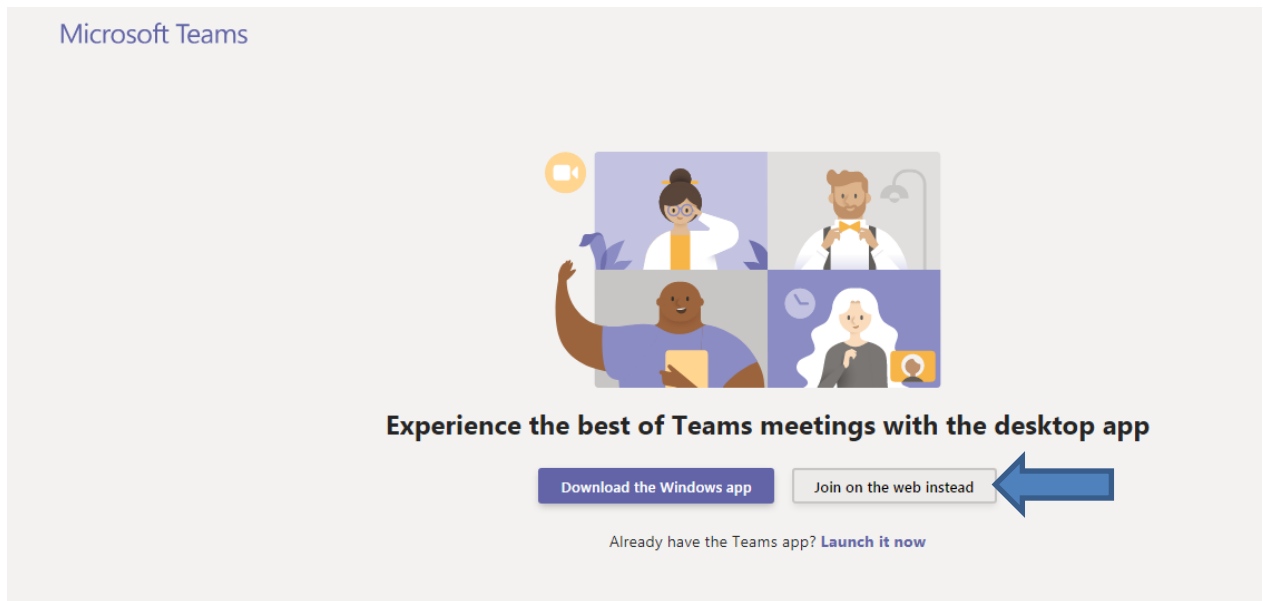 Microsoft Teams
Experience the best of Teams meetings with the desktop app
Download the Windows app
Join on the web instead
Already have the Teams app? Launch it now